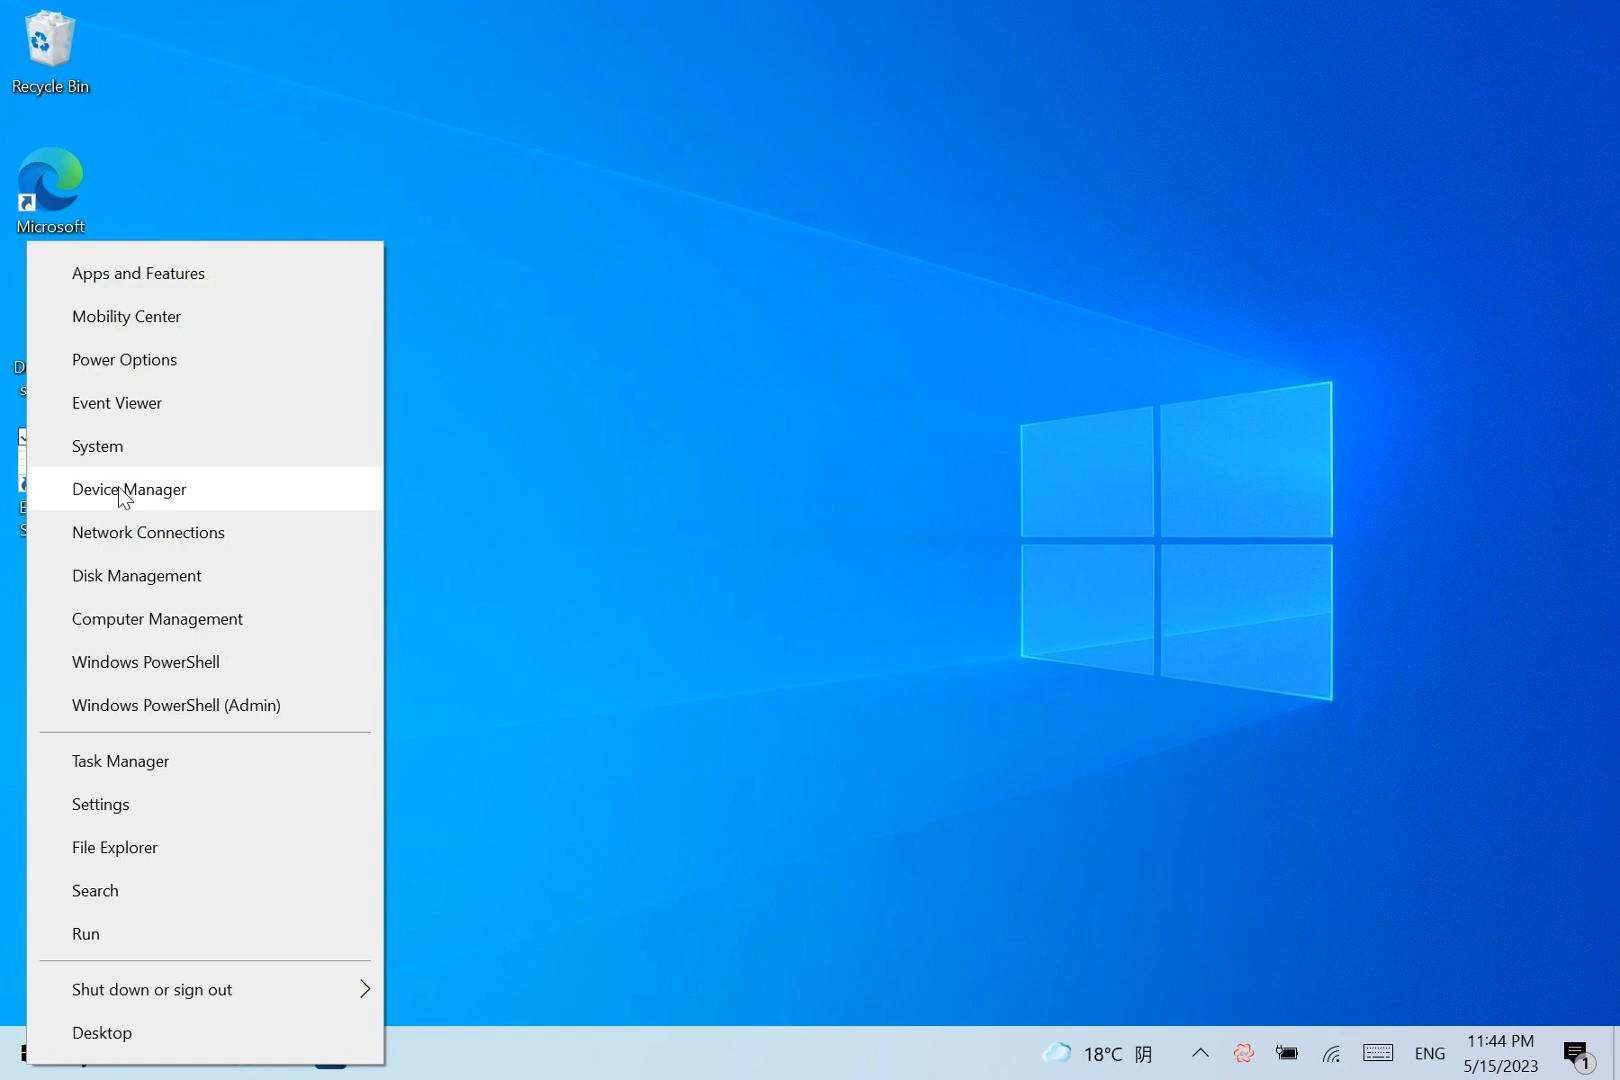 Recycle Bin
Microsoft
Apps and Features
Mobility Center
Power Options
Event Viewer
System
Device Manager
Network Connections
Disk Management
Computer Management
Windows PowerShell
Windows PowerShell (Admin)
Task Manager
Settings
File Explorer
Search
Run
Shut down or sign out
Desktop
18°C 阴
ENG
11:44 PM
5/15/2023
1